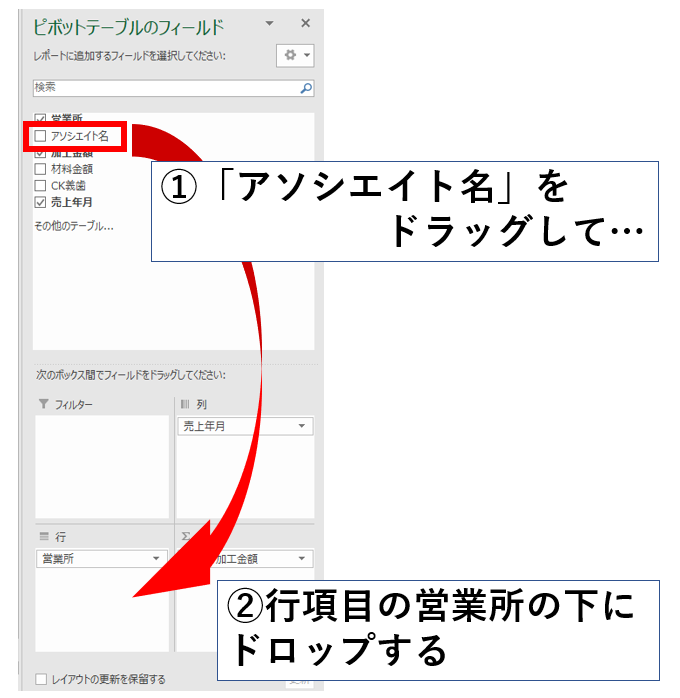 ピボットテーブルのフィールド
レポートに追加するフィールドを選択してください:
検索
営業所
アソシエイト名
加工金額
材料金額
CK義歯
売上年月
その他のテーブル...
①「アソシエイト名」を
ドラッグして…
次のボックス間でフィールドをドラッグしてください:
フィルター
列
売上年月
行
Σ
営業所
加工金額
②行項目の営業所の下に
ドロップする
レイアウトの更新を保留する
更新